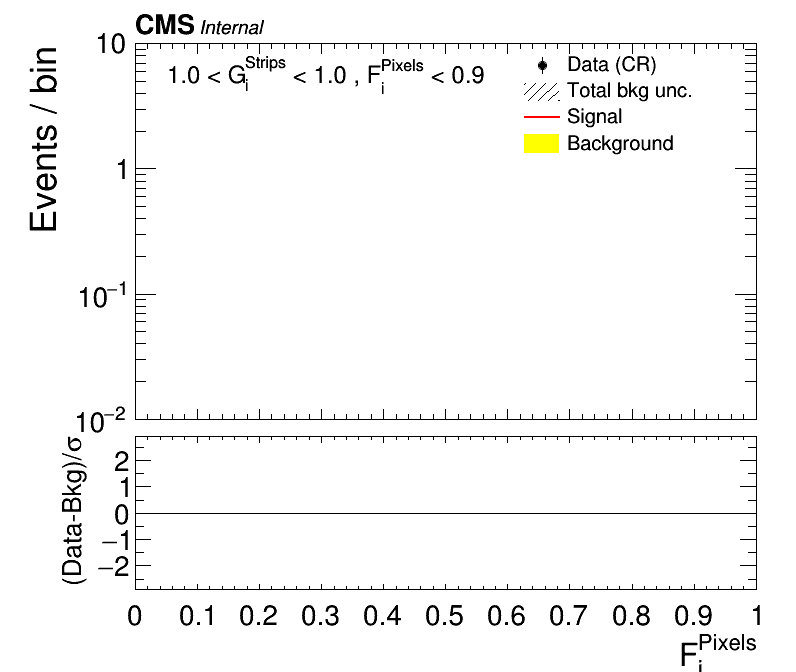 CMS Internal
1.0 < G_i^Strips < 1.0 , F_i^Pixels < 0.9
Data (CR)
Total bkg unc.
Signal
Background
Events / bin
10
1
10^−1
10^−2
(Data-Bkg)/σ
2
1
0
−1
−2
0 0.1 0.2 0.3 0.4 0.5 0.6 0.7 0.8 0.9 1
F_i^Pixels